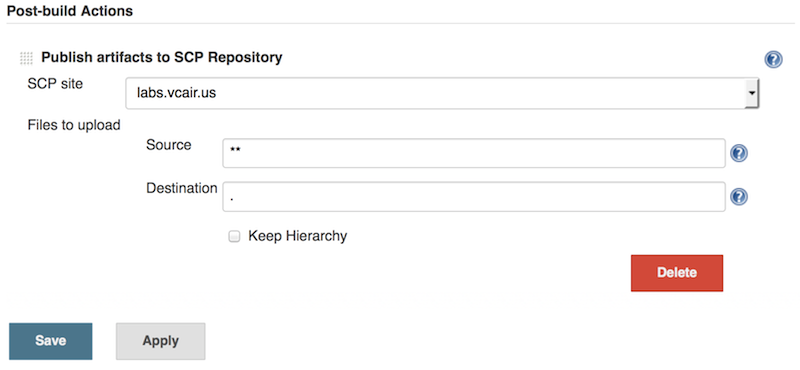 Post-build Actions
Publish artifacts to SCP Repository
?
SCP site
labs.vcair.us
Files to upload
Source
**
?
Destination
.
?
Keep Hierarchy
Delete
Save
Apply